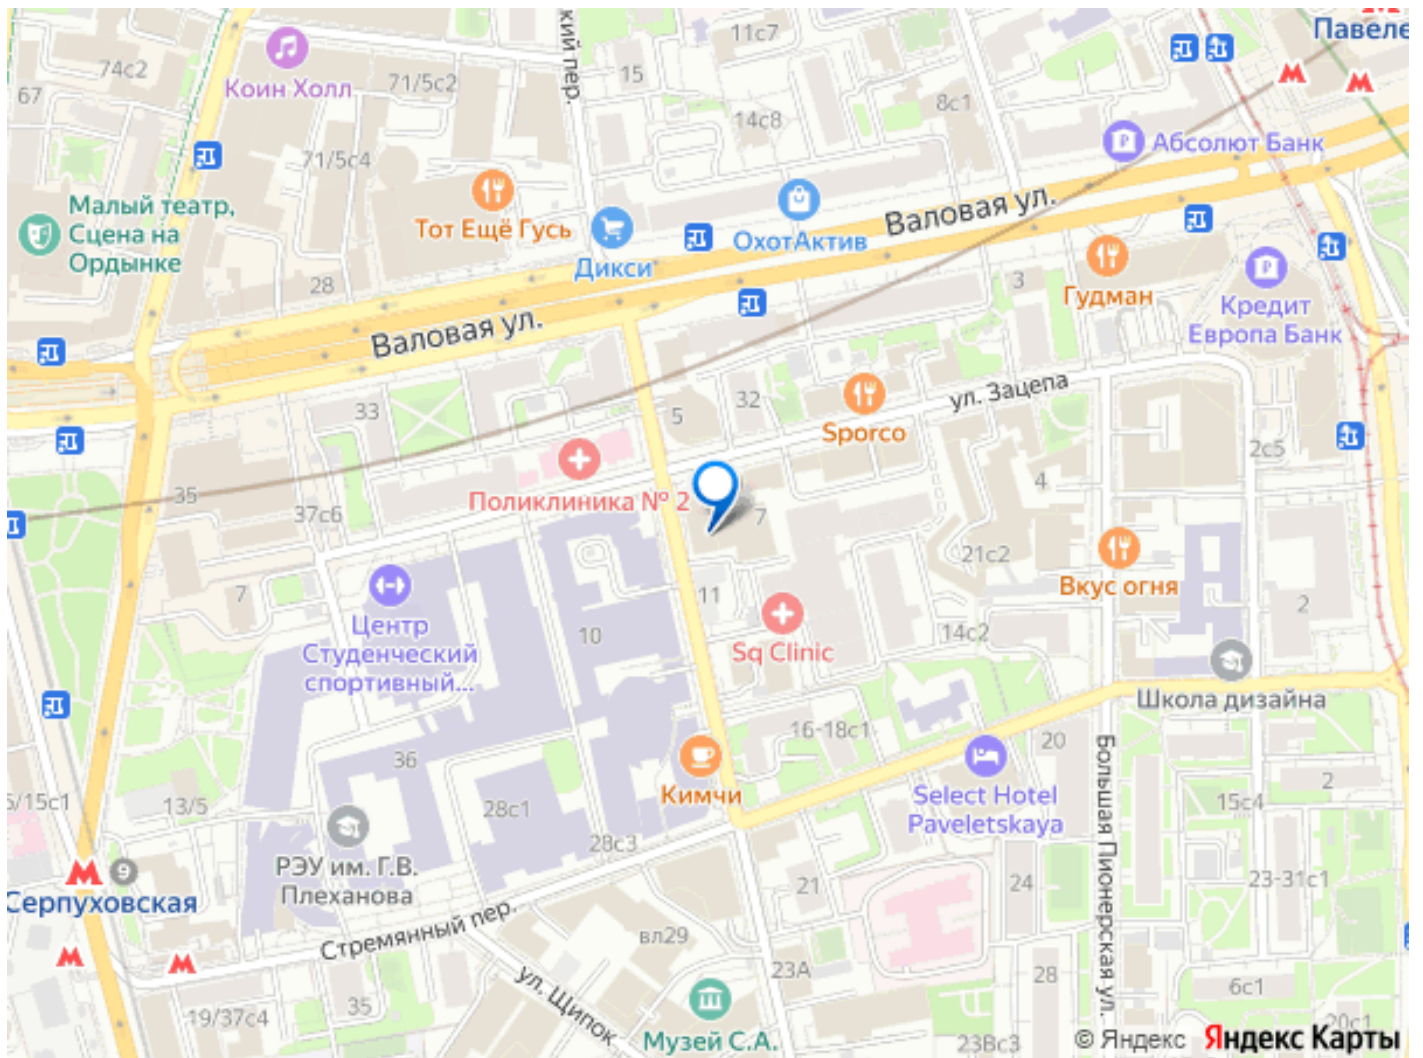 кий пер.
11с7
Павеле
74с2
67
Коин Холл
71/5с2
15
8с1
14с8
Абсолют Банк
71/5с4
Малый театр,
Сцена на
Ордынке
Тот Ещё Гусь
Валовая ул.
ОхотАктив
Дикси
28
3
Гудман
Кредит
Европа Банк
Валовая ул.
33
5
32
ул. Зацепа
Sporco
2с5
4
35
Поликлиника № 2
37с6
7
21с2
Вкус огня
7
11
2
Центр
Студенческий
спортивный...
10
14с2
Sq Clinic
Школа дизайна
16-18с1
20
36
Кимчи
Select Hotel
Paveletskaya
Большая Пионерская ул.
2
15с4
/15с1
13/5
28с1
28с3
РЭУ им. Г.В.
Плеханова
21
24
23-31с1
Серпуховская
Стремянный пер.
вл29
23А
28
ул. Щипок
6с1
35
19/37с4
Музей С.А.
23Вс3
20с1
© Яндекс Яндекс Карты